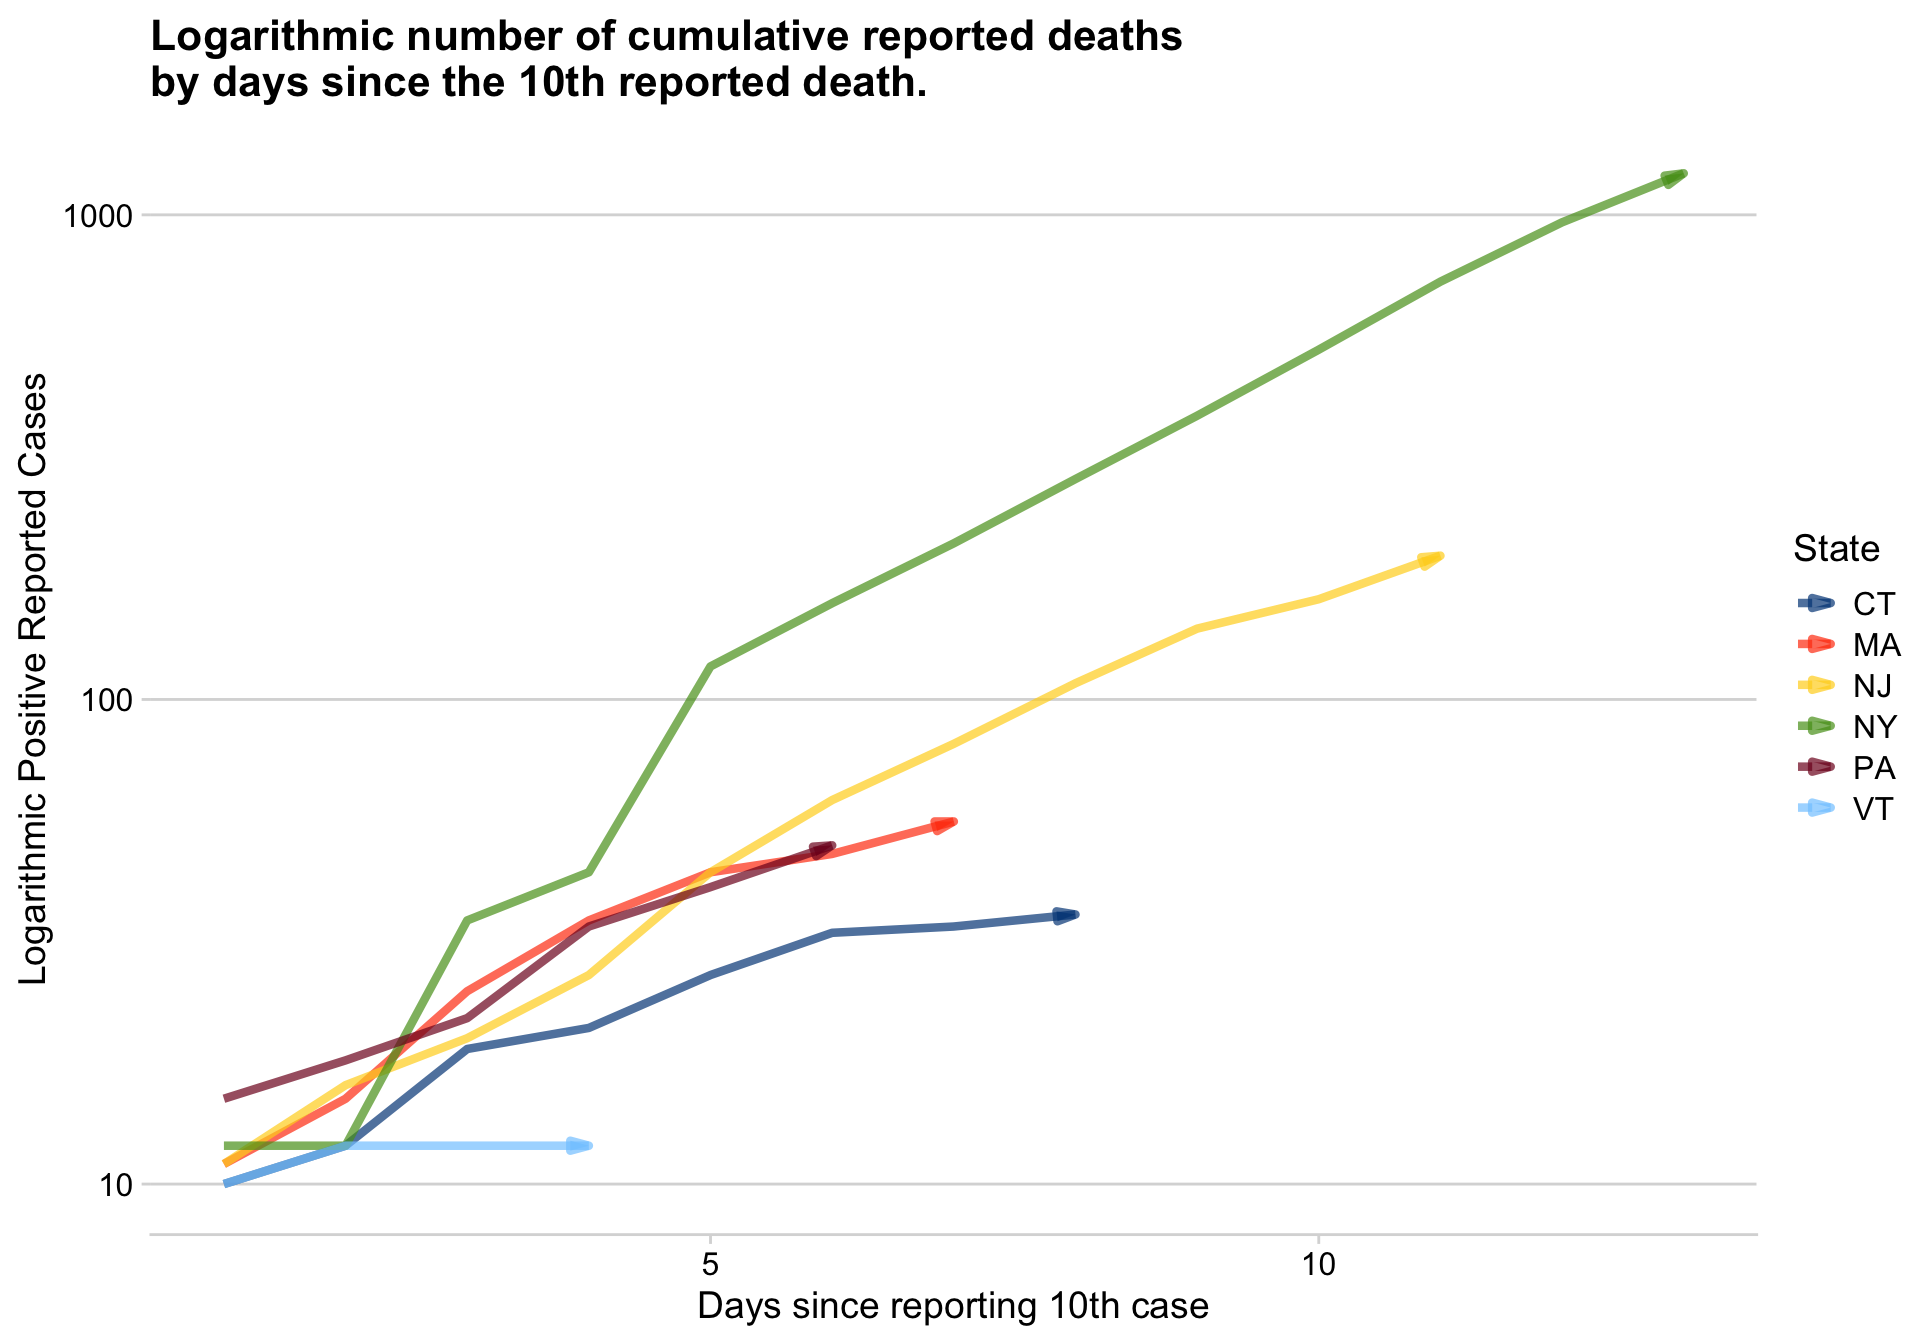 Logarithmic number of cumulative reported deaths
by days since the 10th reported death.
Logarithmic Positive Reported Cases
1000
100
10
5
10
Days since reporting 10th case
State
CT
MA
NJ
NY
PA
VT